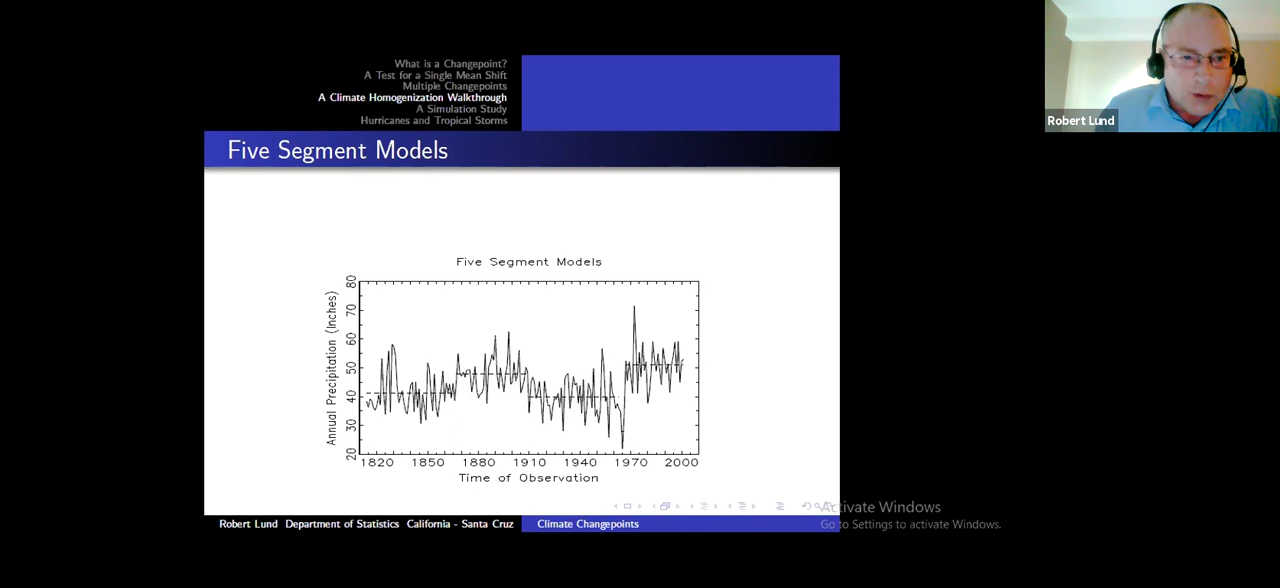 What is a Changepoint?
A Test for a Single Mean Shift
Multiple Changepoints
A Climate Homogenization Walkthrough
A Simulation Study
Hurricanes and Tropical Storms
Robert Lund
Five Segment Models
Five Segment Models
Annual Precipitation (Inches)
80
70
60
50
40
30
20
1820 1850 1880 1910 1940 1970 2000
Time of Observation
Activate Windows
Go to Settings to activate Windows.
Robert Lund Department of Statistics California - Santa Cruz
Climate Changepoints